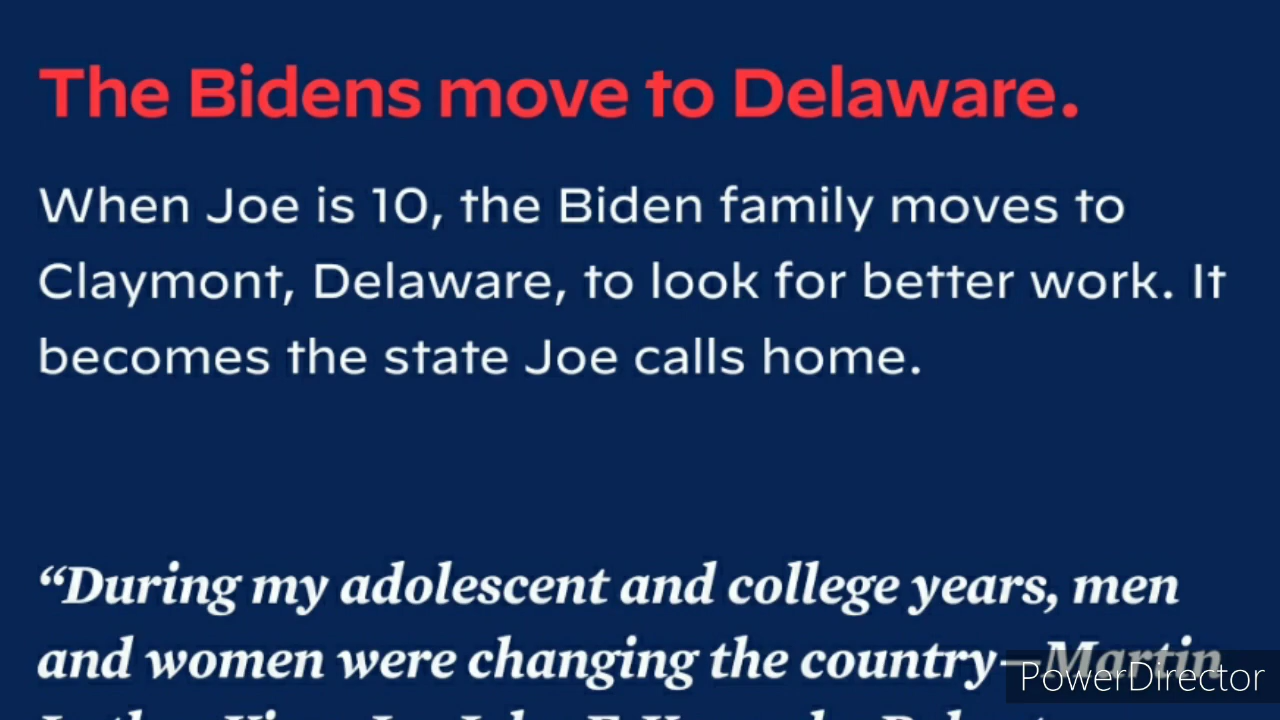 The Bidens move to Delaware.
When Joe is 10, the Biden family moves to
Claymont, Delaware, to look for better work. It
becomes the state Joe calls home.
“During my adolescent and college years, men
and women were changing the country—Martin
PowerDirector